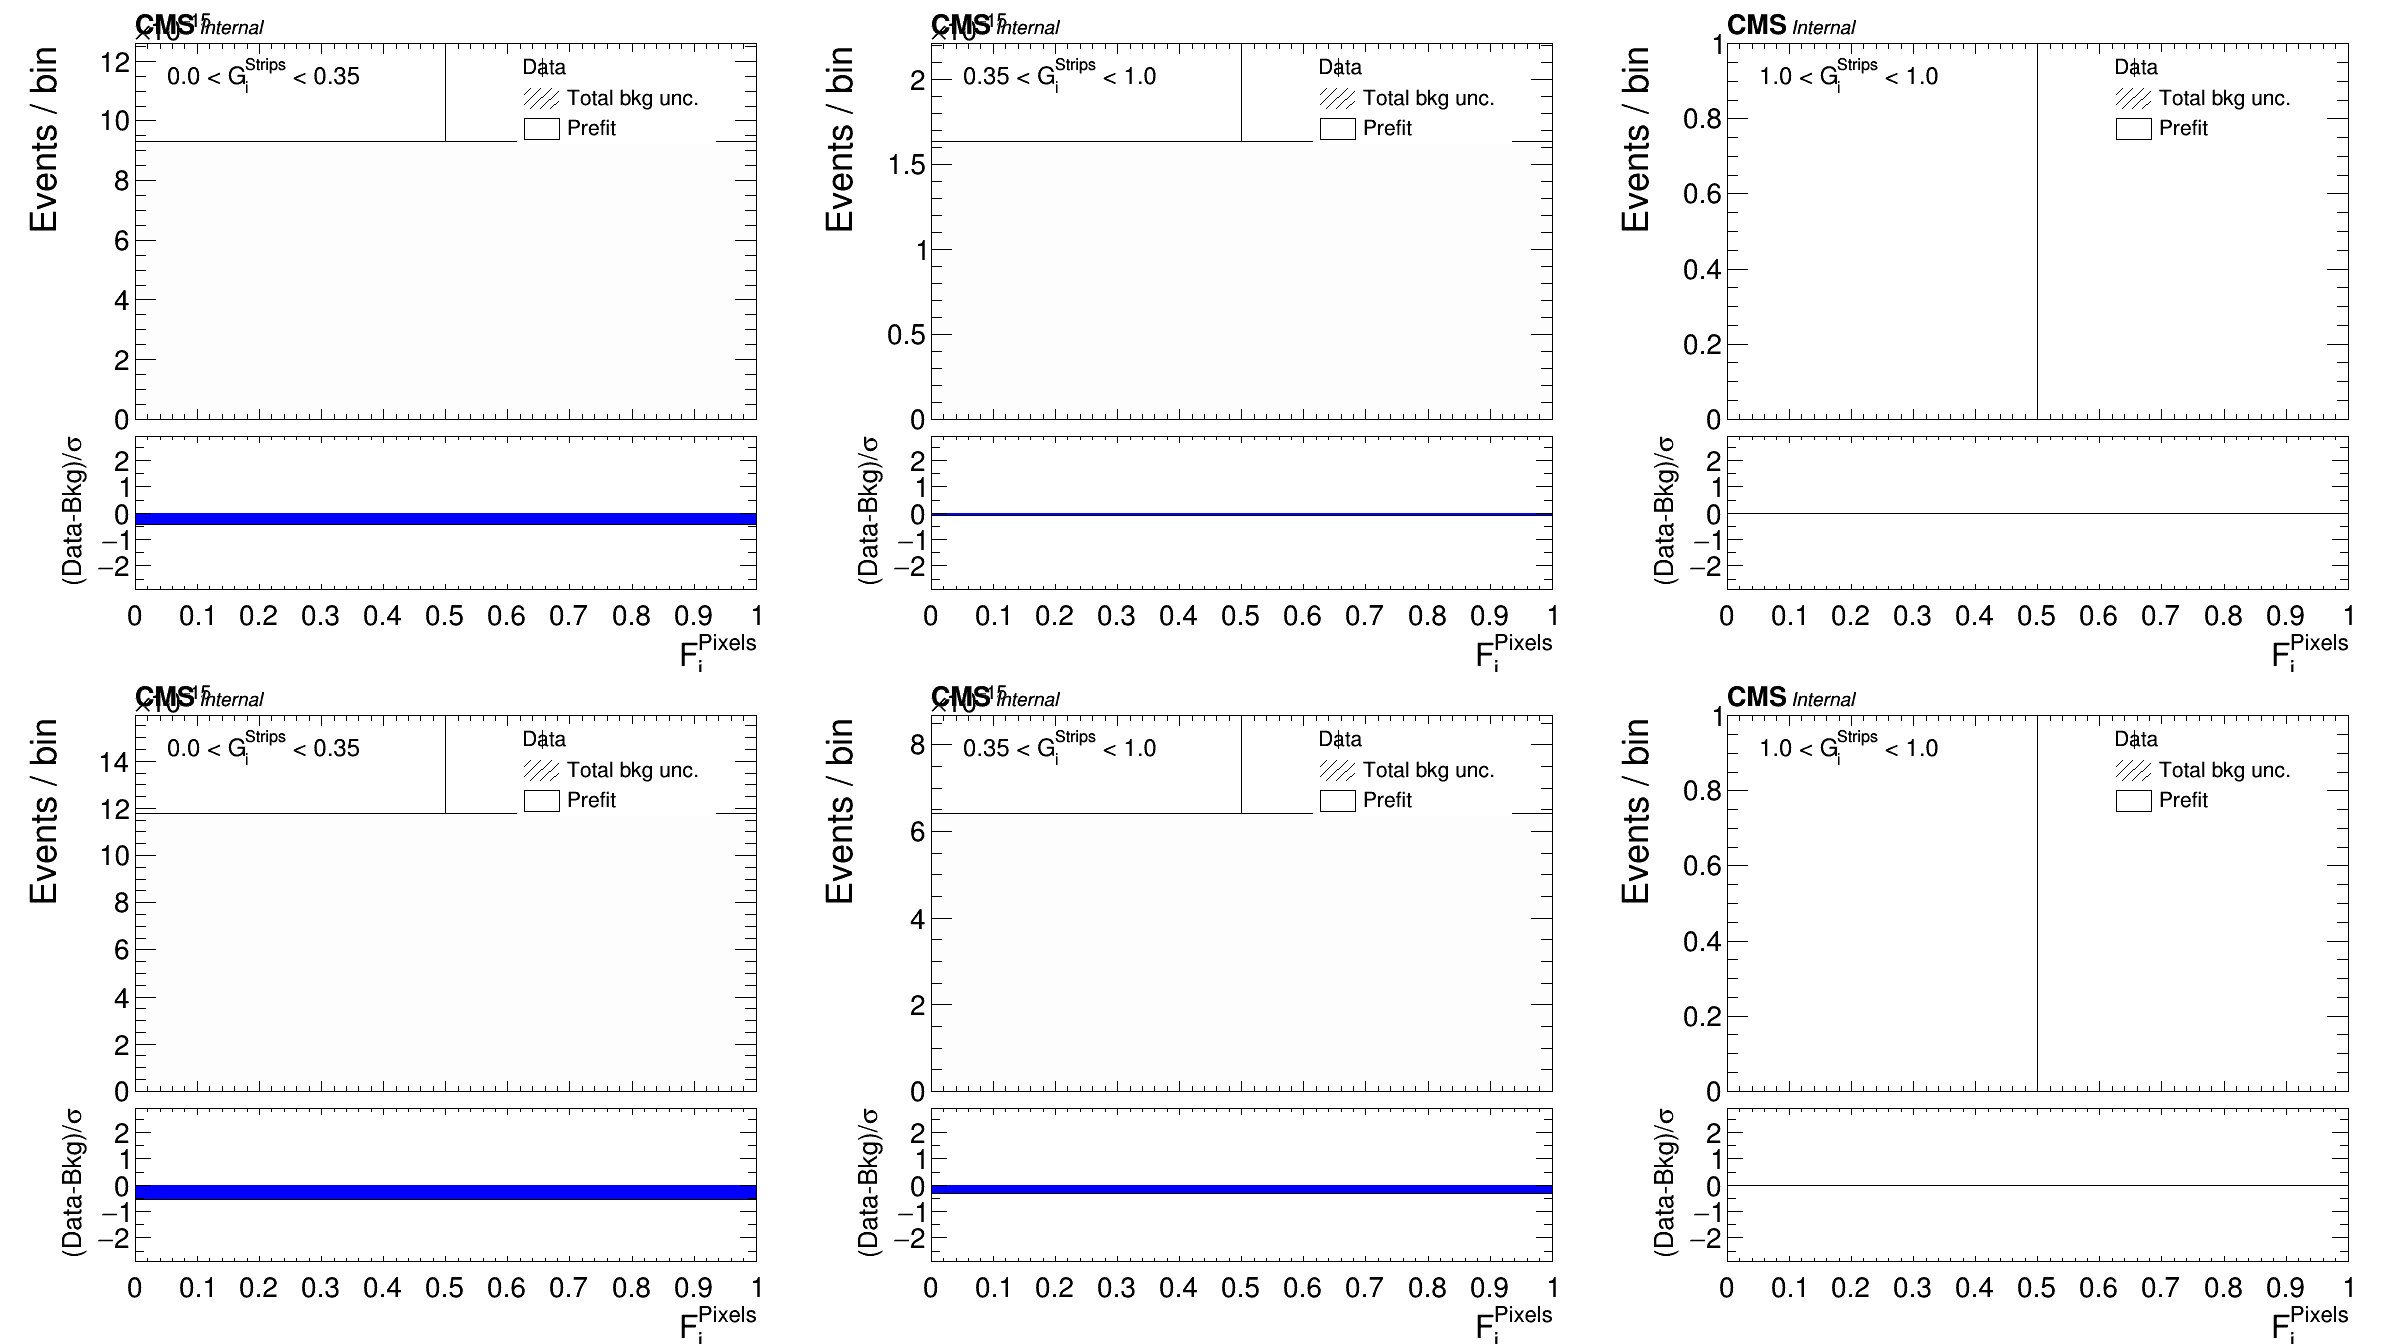 CMS Internal
×10⁻¹⁵
0.0 < G_i^Strips < 0.35
Data
Total bkg unc.
Prefit
Events / bin
12
10
8
6
4
2
0
(Data-Bkg)/σ
2
1
0
−1
−2
0 0.1 0.2 0.3 0.4 0.5 0.6 0.7 0.8 0.9 1
F_i^Pixels
CMS Internal
×10⁻¹⁵
0.35 < G_i^Strips < 1.0
Data
Total bkg unc.
Prefit
Events / bin
2
1.5
1
0.5
0
(Data-Bkg)/σ
2
1
0
−1
−2
0 0.1 0.2 0.3 0.4 0.5 0.6 0.7 0.8 0.9 1
F_i^Pixels
CMS Internal
1.0 < G_i^Strips < 1.0
Data
Total bkg unc.
Prefit
Events / bin
1
0.8
0.6
0.4
0.2
0
(Data-Bkg)/σ
2
1
0
−1
−2
0 0.1 0.2 0.3 0.4 0.5 0.6 0.7 0.8 0.9 1
F_i^Pixels
CMS Internal
×10⁻¹⁵
0.0 < G_i^Strips < 0.35
Data
Total bkg unc.
Prefit
Events / bin
14
12
10
8
6
4
2
0
(Data-Bkg)/σ
2
1
0
−1
−2
0 0.1 0.2 0.3 0.4 0.5 0.6 0.7 0.8 0.9 1
F_i^Pixels
CMS Internal
×10⁻¹⁵
0.35 < G_i^Strips < 1.0
Data
Total bkg unc.
Prefit
Events / bin
8
6
4
2
0
(Data-Bkg)/σ
2
1
0
−1
−2
0 0.1 0.2 0.3 0.4 0.5 0.6 0.7 0.8 0.9 1
F_i^Pixels
CMS Internal
1.0 < G_i^Strips < 1.0
Data
Total bkg unc.
Prefit
Events / bin
1
0.8
0.6
0.4
0.2
0
(Data-Bkg)/σ
2
1
0
−1
−2
0 0.1 0.2 0.3 0.4 0.5 0.6 0.7 0.8 0.9 1
F_i^Pixels